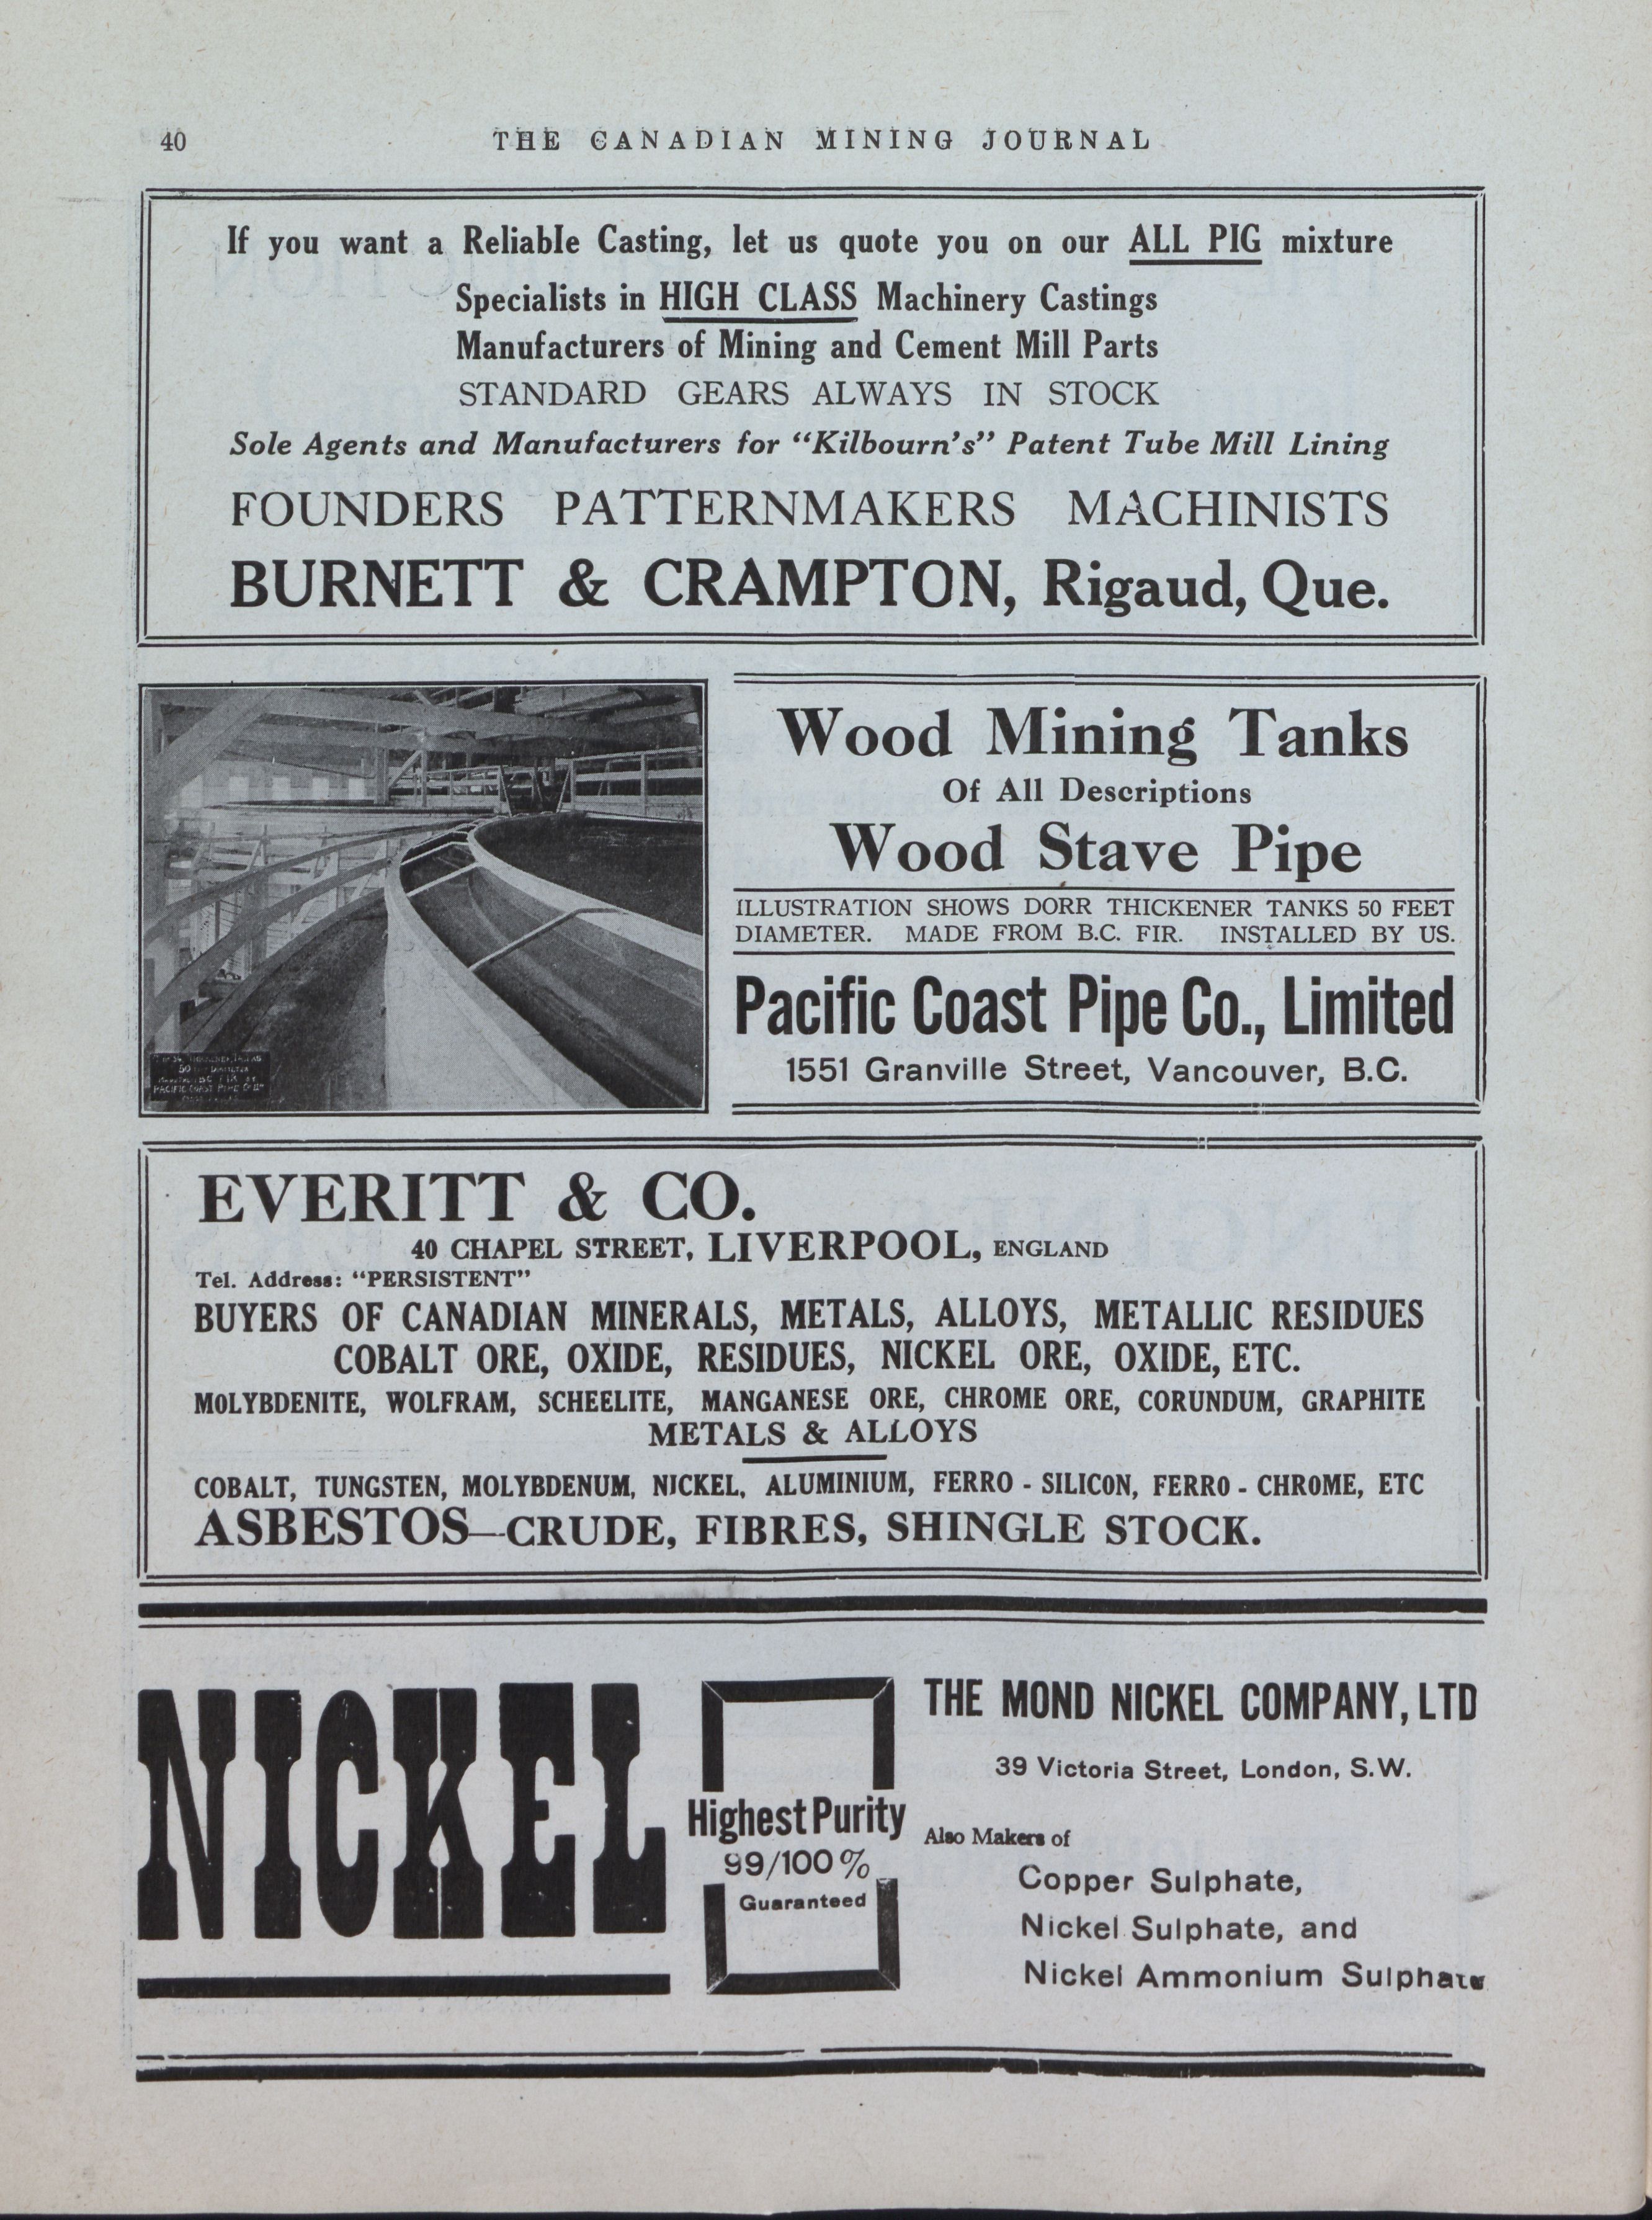 40
THE CANADIAN MINING JOURNAL
If you want a Reliable Casting, let us quote you on our ALL PIG mixture
Specialists in HIGH CLASS Machinery Castings
Manufacturers of Mining and Cement Mill Parts
STANDARD GEARS ALWAYS IN STOCK
Sole Agents and Manufacturers for “Kilbourn's” Patent Tube Mill Lining
FOUNDERS PATTERNMAKERS MACHINISTS
BURNETT & CRAMPTON, Rigaud, Que.
50
DIAMETER
PACIFIC COAST PIPE Co LTD
Wood Mining Tanks
Of All Descriptions
Wood Stave Pipe
ILLUSTRATION SHOWS DORR THICKENER TANKS 50 FEET
DIAMETER. MADE FROM B.C. FIR. INSTALLED BY US.
Pacific Coast Pipe Co., Limited
1551 Granville Street, Vancouver, B.C.
EVERITT & CO.
40 CHAPEL STREET, LIVERPOOL, ENGLAND
Tel. Address: “PERSISTENT”
BUYERS OF CANADIAN MINERALS, METALS, ALLOYS, METALLIC RESIDUES
COBALT ORE, OXIDE, RESIDUES, NICKEL ORE, OXIDE, ETC.
MOLYBDENITE, WOLFRAM, SCHEELITE, MANGANESE ORE, CHROME ORE, CORUNDUM, GRAPHITE
METALS & ALLOYS
COBALT, TUNGSTEN, MOLYBDENUM, NICKEL, ALUMINIUM, FERRO - SILICON, FERRO - CHROME, ETC
ASBESTOS—CRUDE, FIBRES, SHINGLE STOCK.
NICKEL
Highest Purity
99/100 %
Guaranteed
THE MOND NICKEL COMPANY, LTD
39 Victoria Street, London, S.W.
Also Makers of
Copper Sulphate,
Nickel Sulphate, and
Nickel Ammonium Sulphate